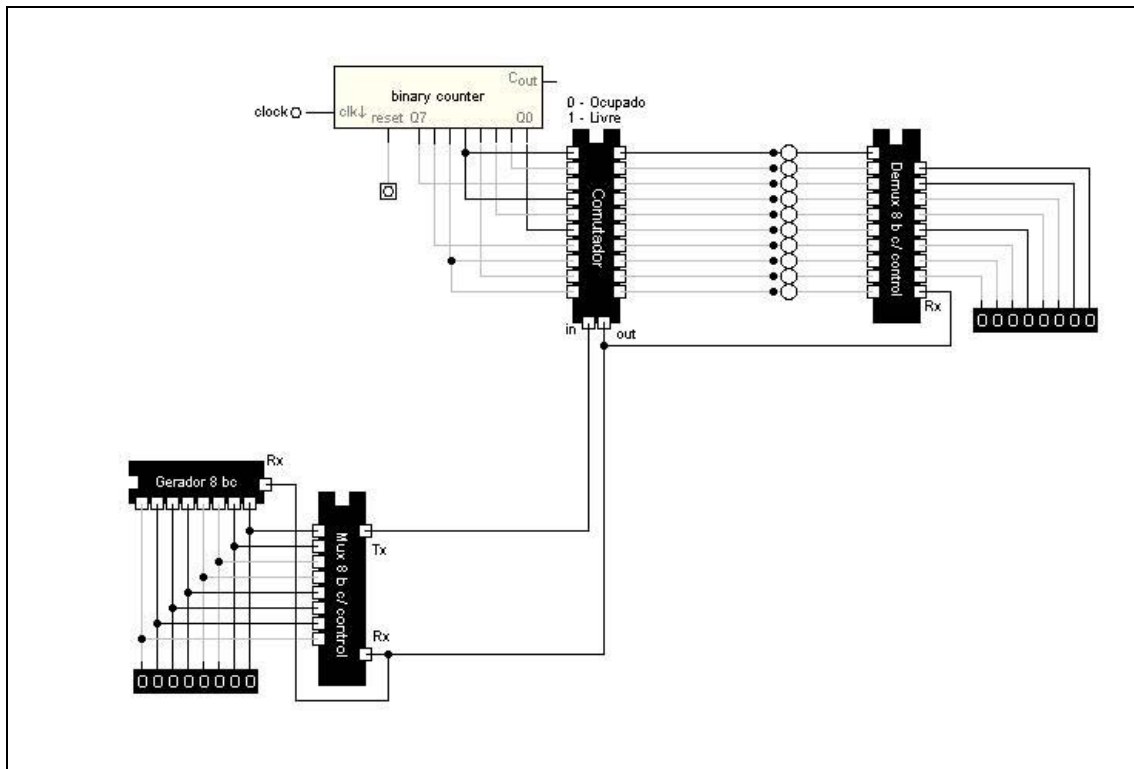 Cout
binary counter
clock
clk↓
reset
Q7
Q0
0 - Ocupado
1 - Livre
Comutador
Demux 8 b c/ control
Rx
00000000
in
out
Rx
Gerador 8 bc
Mux 8 b c/ control
Tx
Rx
00000000